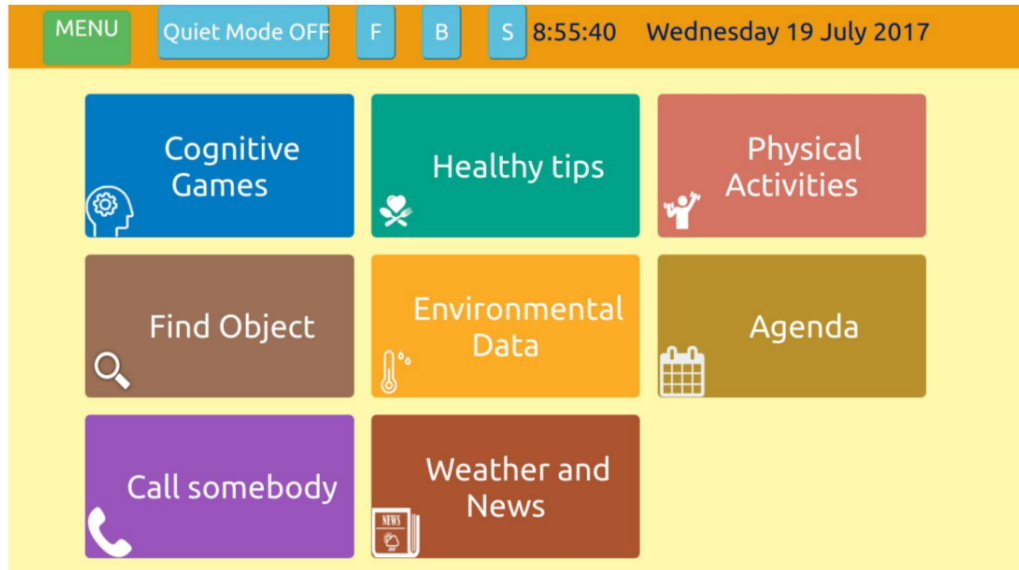 MENU Quiet Mode OFF F B S 8:55:40 Wednesday 19 July 2017
Cognitive
Games
Healthy tips
Physical
Activities
Find Object
Environmental
Data
Agenda
Call somebody
Weather and
News
NEWS